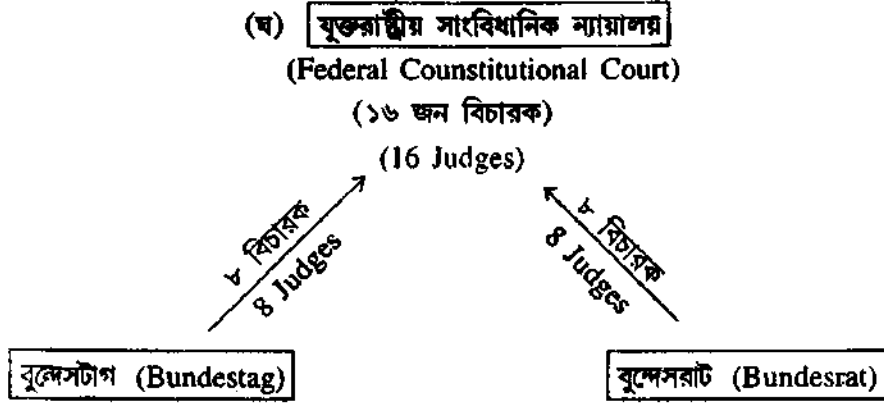 (ঘ) যুক্তরাষ্ট্রীয় সাংবিধানিক ন্যায়ালয়
(Federal Counstitutional Court)
(১৬ জন বিচারক)
(16 Judges)
৮ বিচারক
8 Judges
৮ বিচারক
8 Judges
বুন্দেসটাগ (Bundestag)
বুন্দেসরাট (Bundesrat)